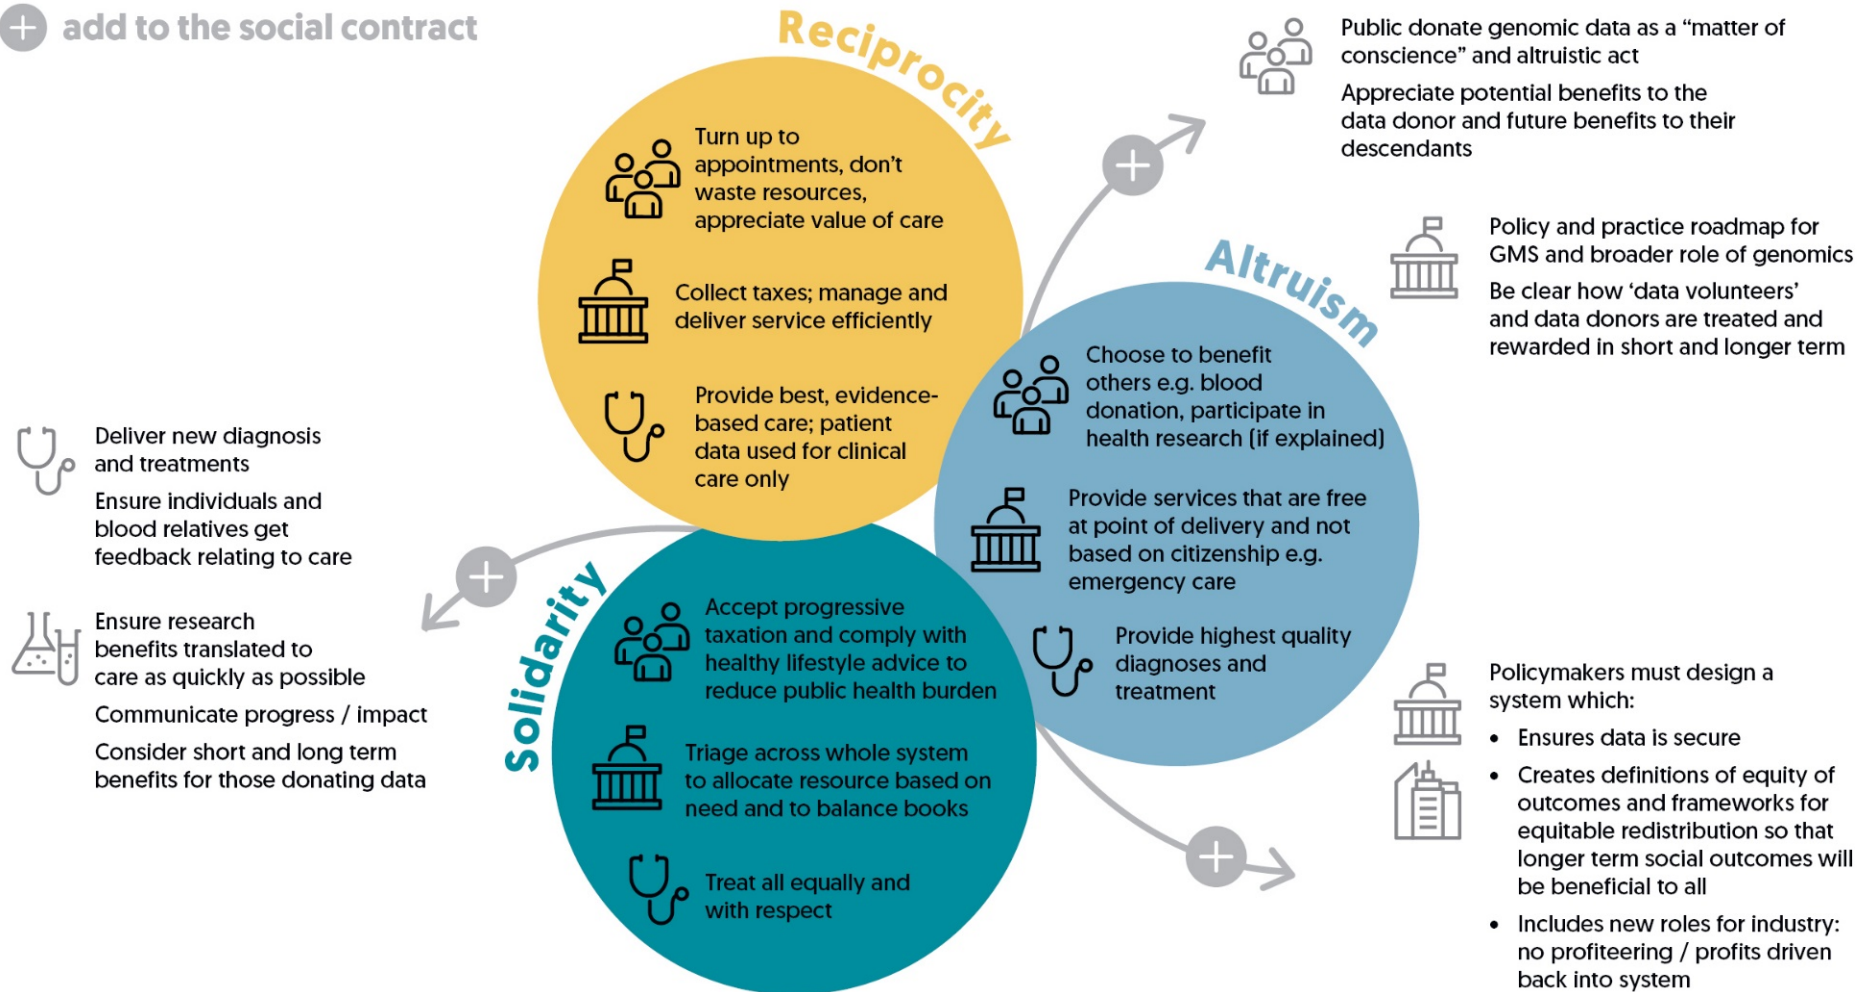 + add to the social contract
Reciprocity
Turn up to
appointments, don’t
waste resources,
appreciate value of care
Collect taxes; manage and
deliver service efficiently
Provide best, evidence-
based care; patient
data used for clinical
care only
Altruism
Choose to benefit
others e.g. blood
donation, participate in
health research (if explained)
Provide services that are free
at point of delivery and not
based on citizenship e.g.
emergency care
Provide highest quality
diagnoses and
treatment
Solidarity
Accept progressive
taxation and comply with
healthy lifestyle advice to
reduce public health burden
Triage across whole system
to allocate resource based on
need and to balance books
Treat all equally and
with respect
+
Public donate genomic data as a “matter of
conscience” and altruistic act
Appreciate potential benefits to the
data donor and future benefits to their
descendants
Policy and practice roadmap for
GMS and broader role of genomics
Be clear how ‘data volunteers’
and data donors are treated and
rewarded in short and longer term
+
Deliver new diagnosis
and treatments
Ensure individuals and
blood relatives get
feedback relating to care
Ensure research
benefits translated to
care as quickly as possible
Communicate progress / impact
Consider short and long term
benefits for those donating data
+
Policymakers must design a
system which:
• Ensures data is secure
• Creates definitions of equity of
outcomes and frameworks for
equitable redistribution so that
longer term social outcomes will
be beneficial to all
• Includes new roles for industry:
no profiteering / profits driven
back into system